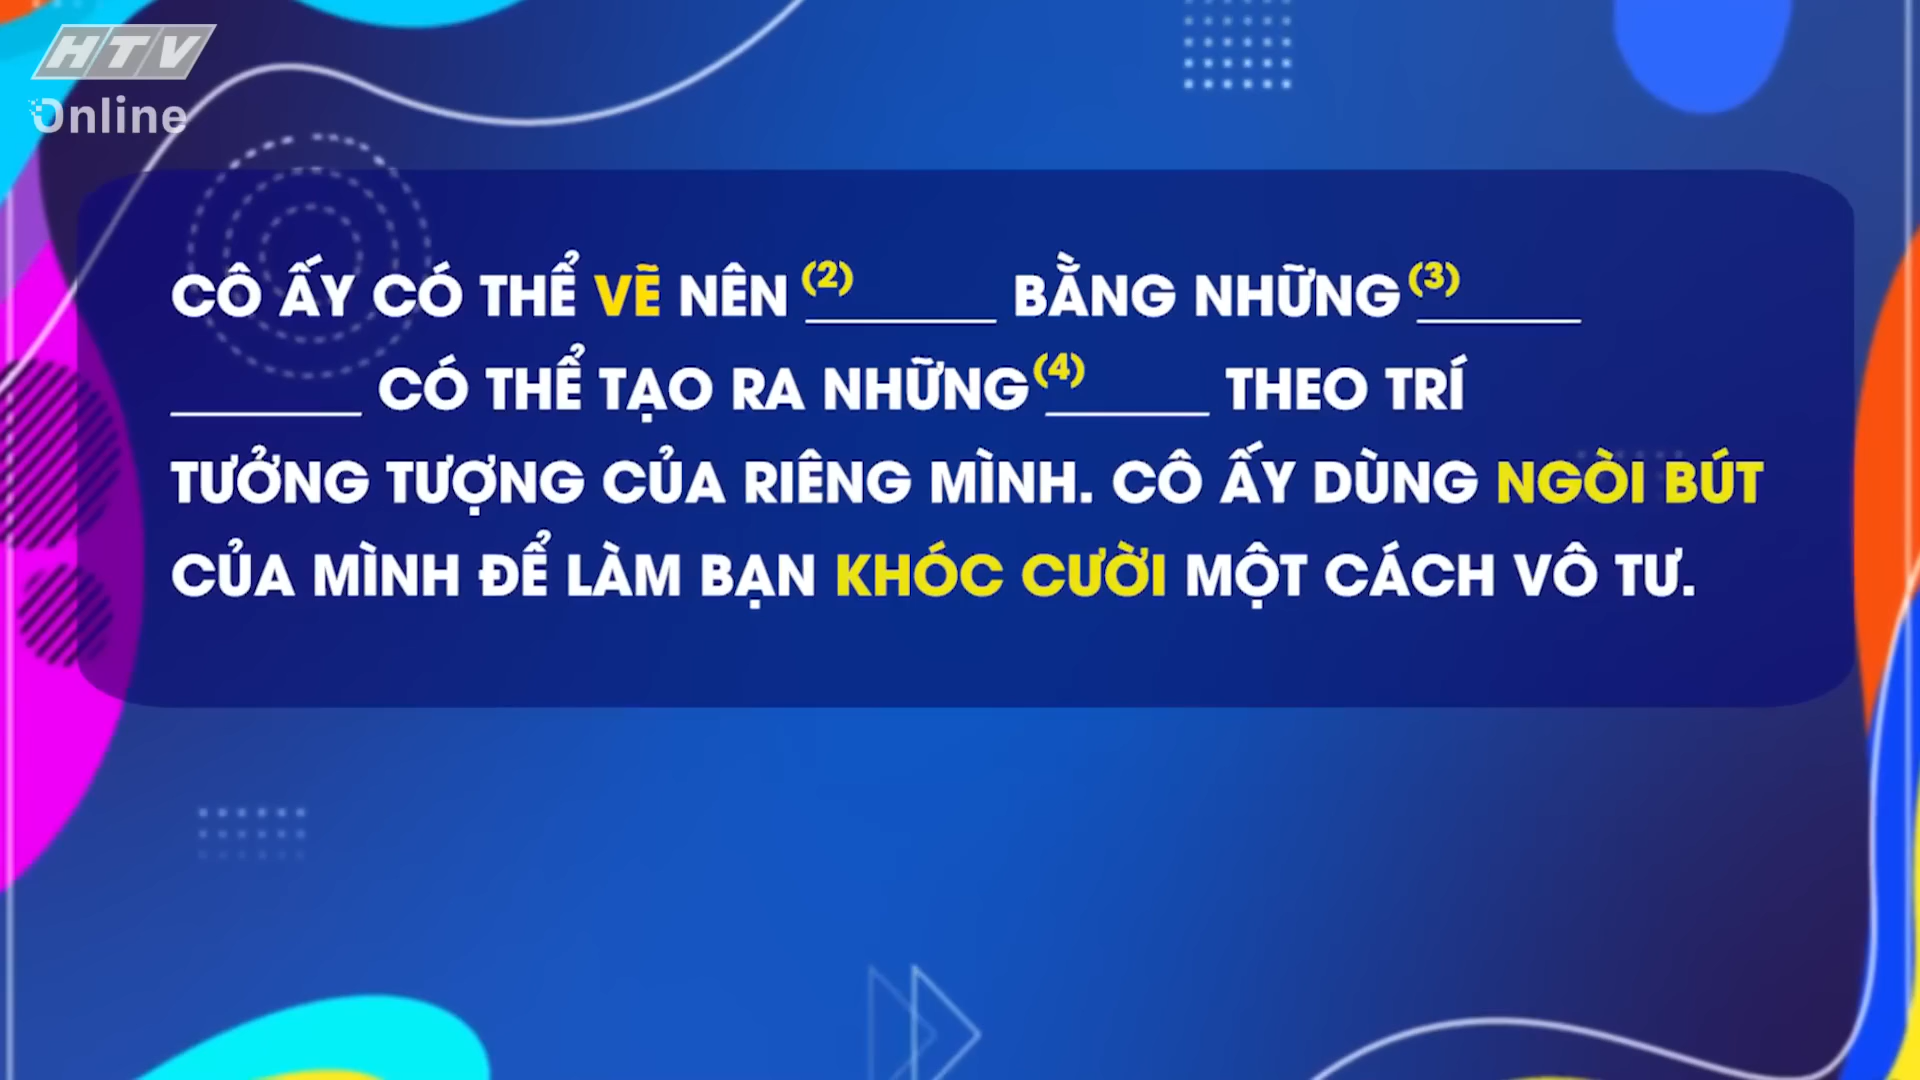 HTV
Online
CÔ ẤY CÓ THỂ VẼ NÊN (2)_______ BẰNG NHỮNG (3)______
_______ CÓ THỂ TẠO RA NHỮNG (4)______ THEO TRÍ
TƯỞNG TƯỢNG CỦA RIÊNG MÌNH. CÔ ẤY DÙNG NGÒI BÚT
CỦA MÌNH ĐỂ LÀM BẠN KHÓC CƯỜI MỘT CÁCH VÔ TƯ.